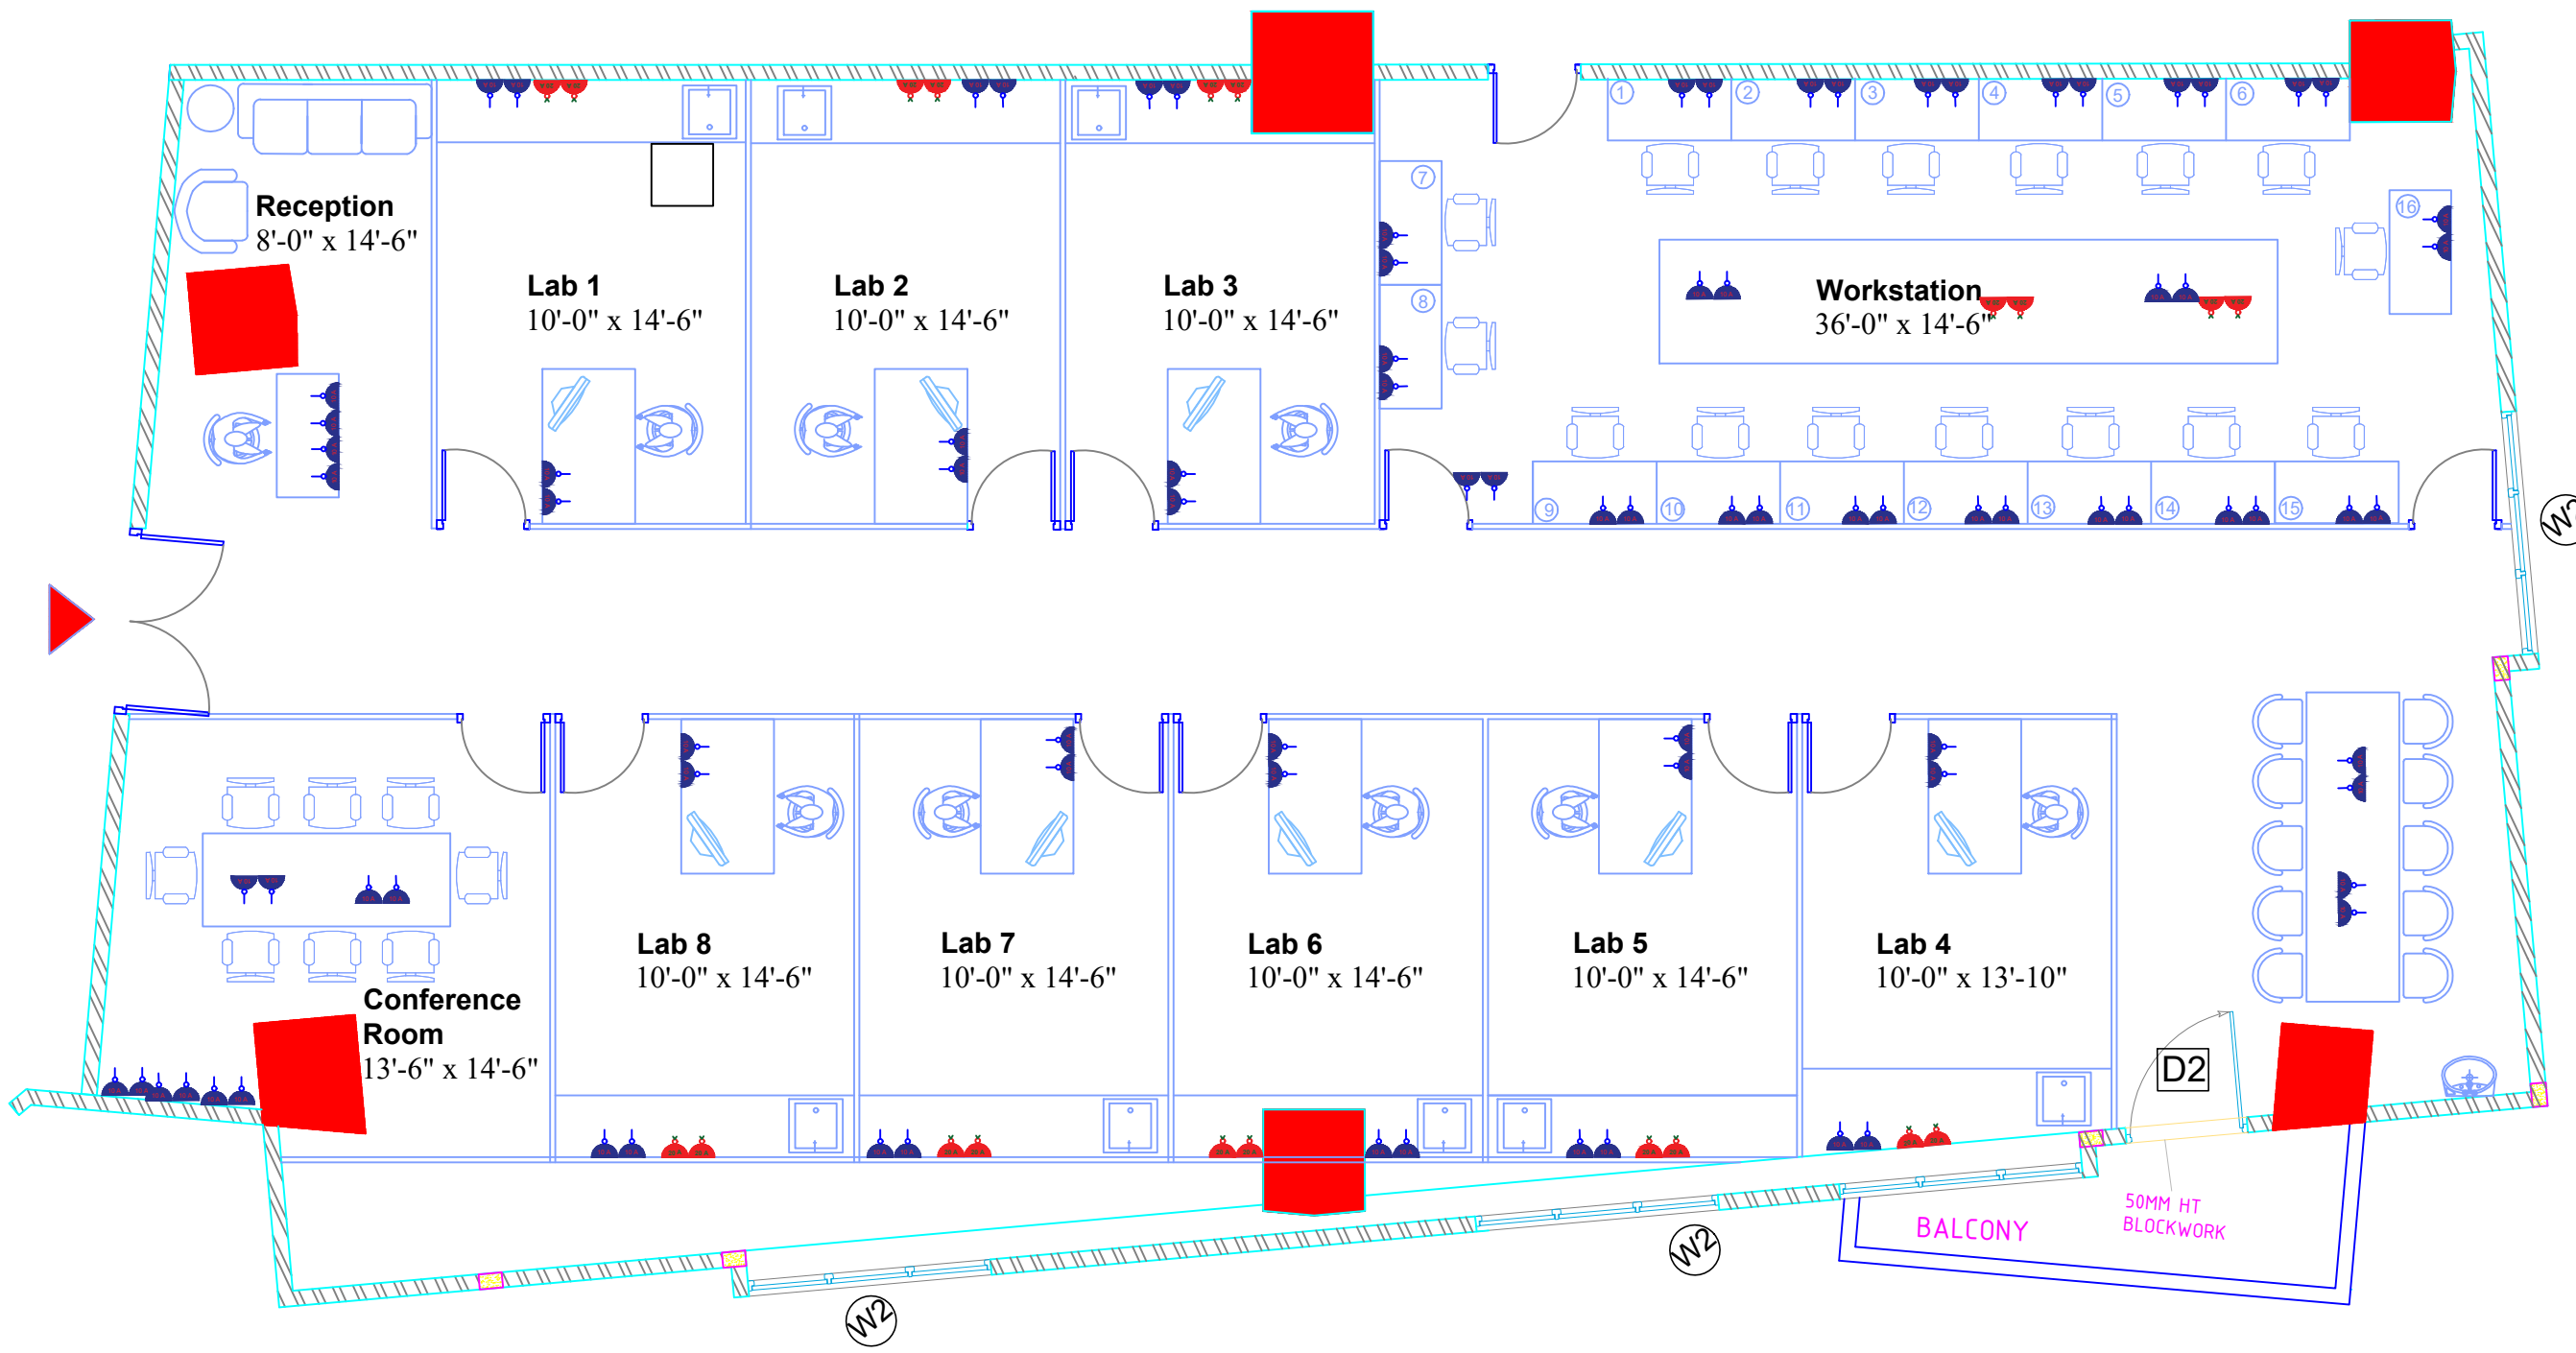 1
2
3
4
5
6
7
8
16
Reception
8'-0" x 14'-6"
Lab 1
10'-0" x 14'-6"
Lab 2
10'-0" x 14'-6"
Lab 3
10'-0" x 14'-6"
Workstation
36'-0" x 14'-6"
9
10
11
12
13
14
15
W2
Lab 8
10'-0" x 14'-6"
Lab 7
10'-0" x 14'-6"
Lab 6
10'-0" x 14'-6"
Lab 5
10'-0" x 14'-6"
Lab 4
10'-0" x 13'-10"
Conference
Room
13'-6" x 14'-6"
D2
50MM HT
BLOCKWORK
BALCONY
W2
W2